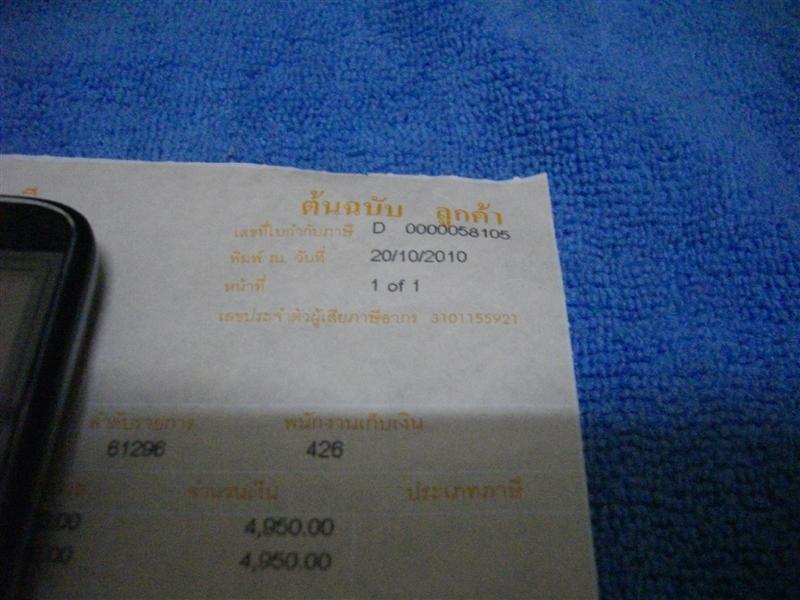 ต้นฉบับ ลูกค้า
เลขที่ใบกำกับภาษี D 0000058105
พิมพ์ ณ. วันที่ 20/10/2010
หน้าที่ 1 of 1
เลขประจำตัวผู้เสียภาษีอากร 3101155921
ลำดับรายการ พนักงานเก็บเงิน
61296 426
จำนวนเงิน ประเภทภาษี
4,950.00
4,950.00